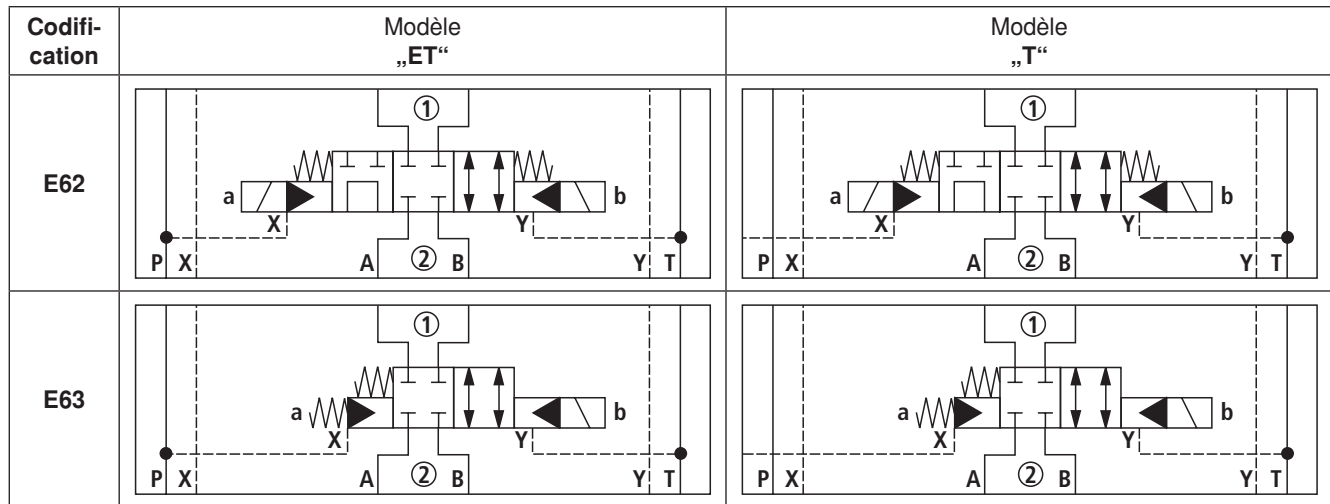 Codifi-
cation
Modèle
„ET“
Modèle
„T“
E62
①
a
b
X
Y
P X A ② B Y T
①
a
b
X
Y
P X A ② B Y T
E63
①
a
b
X
Y
P X A ② B Y T
①
a
b
X
Y
P X A ② B Y T